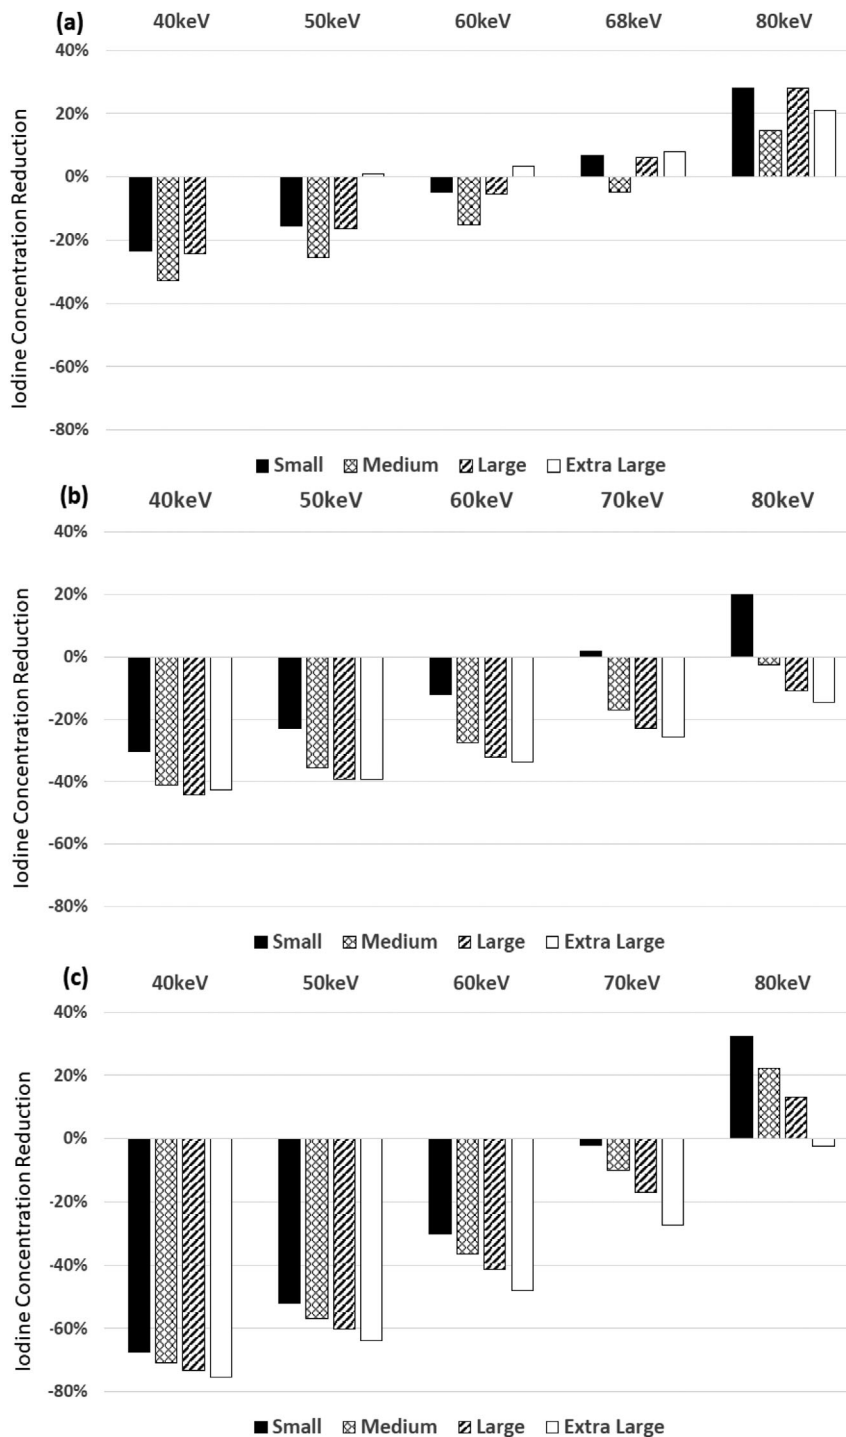 (a) 40keV 50keV 60keV 68keV 80keV
40%
20%
0%
-20%
-40%
-60%
-80%
Iodine Concentration Reduction
Small Medium Large Extra Large
(b) 40keV 50keV 60keV 70keV 80keV
40%
20%
0%
-20%
-40%
-60%
-80%
Iodine Concentration Reduction
Small Medium Large Extra Large
(c) 40keV 50keV 60keV 70keV 80keV
40%
20%
0%
-20%
-40%
-60%
-80%
Iodine Concentration Reduction
Small Medium Large Extra Large